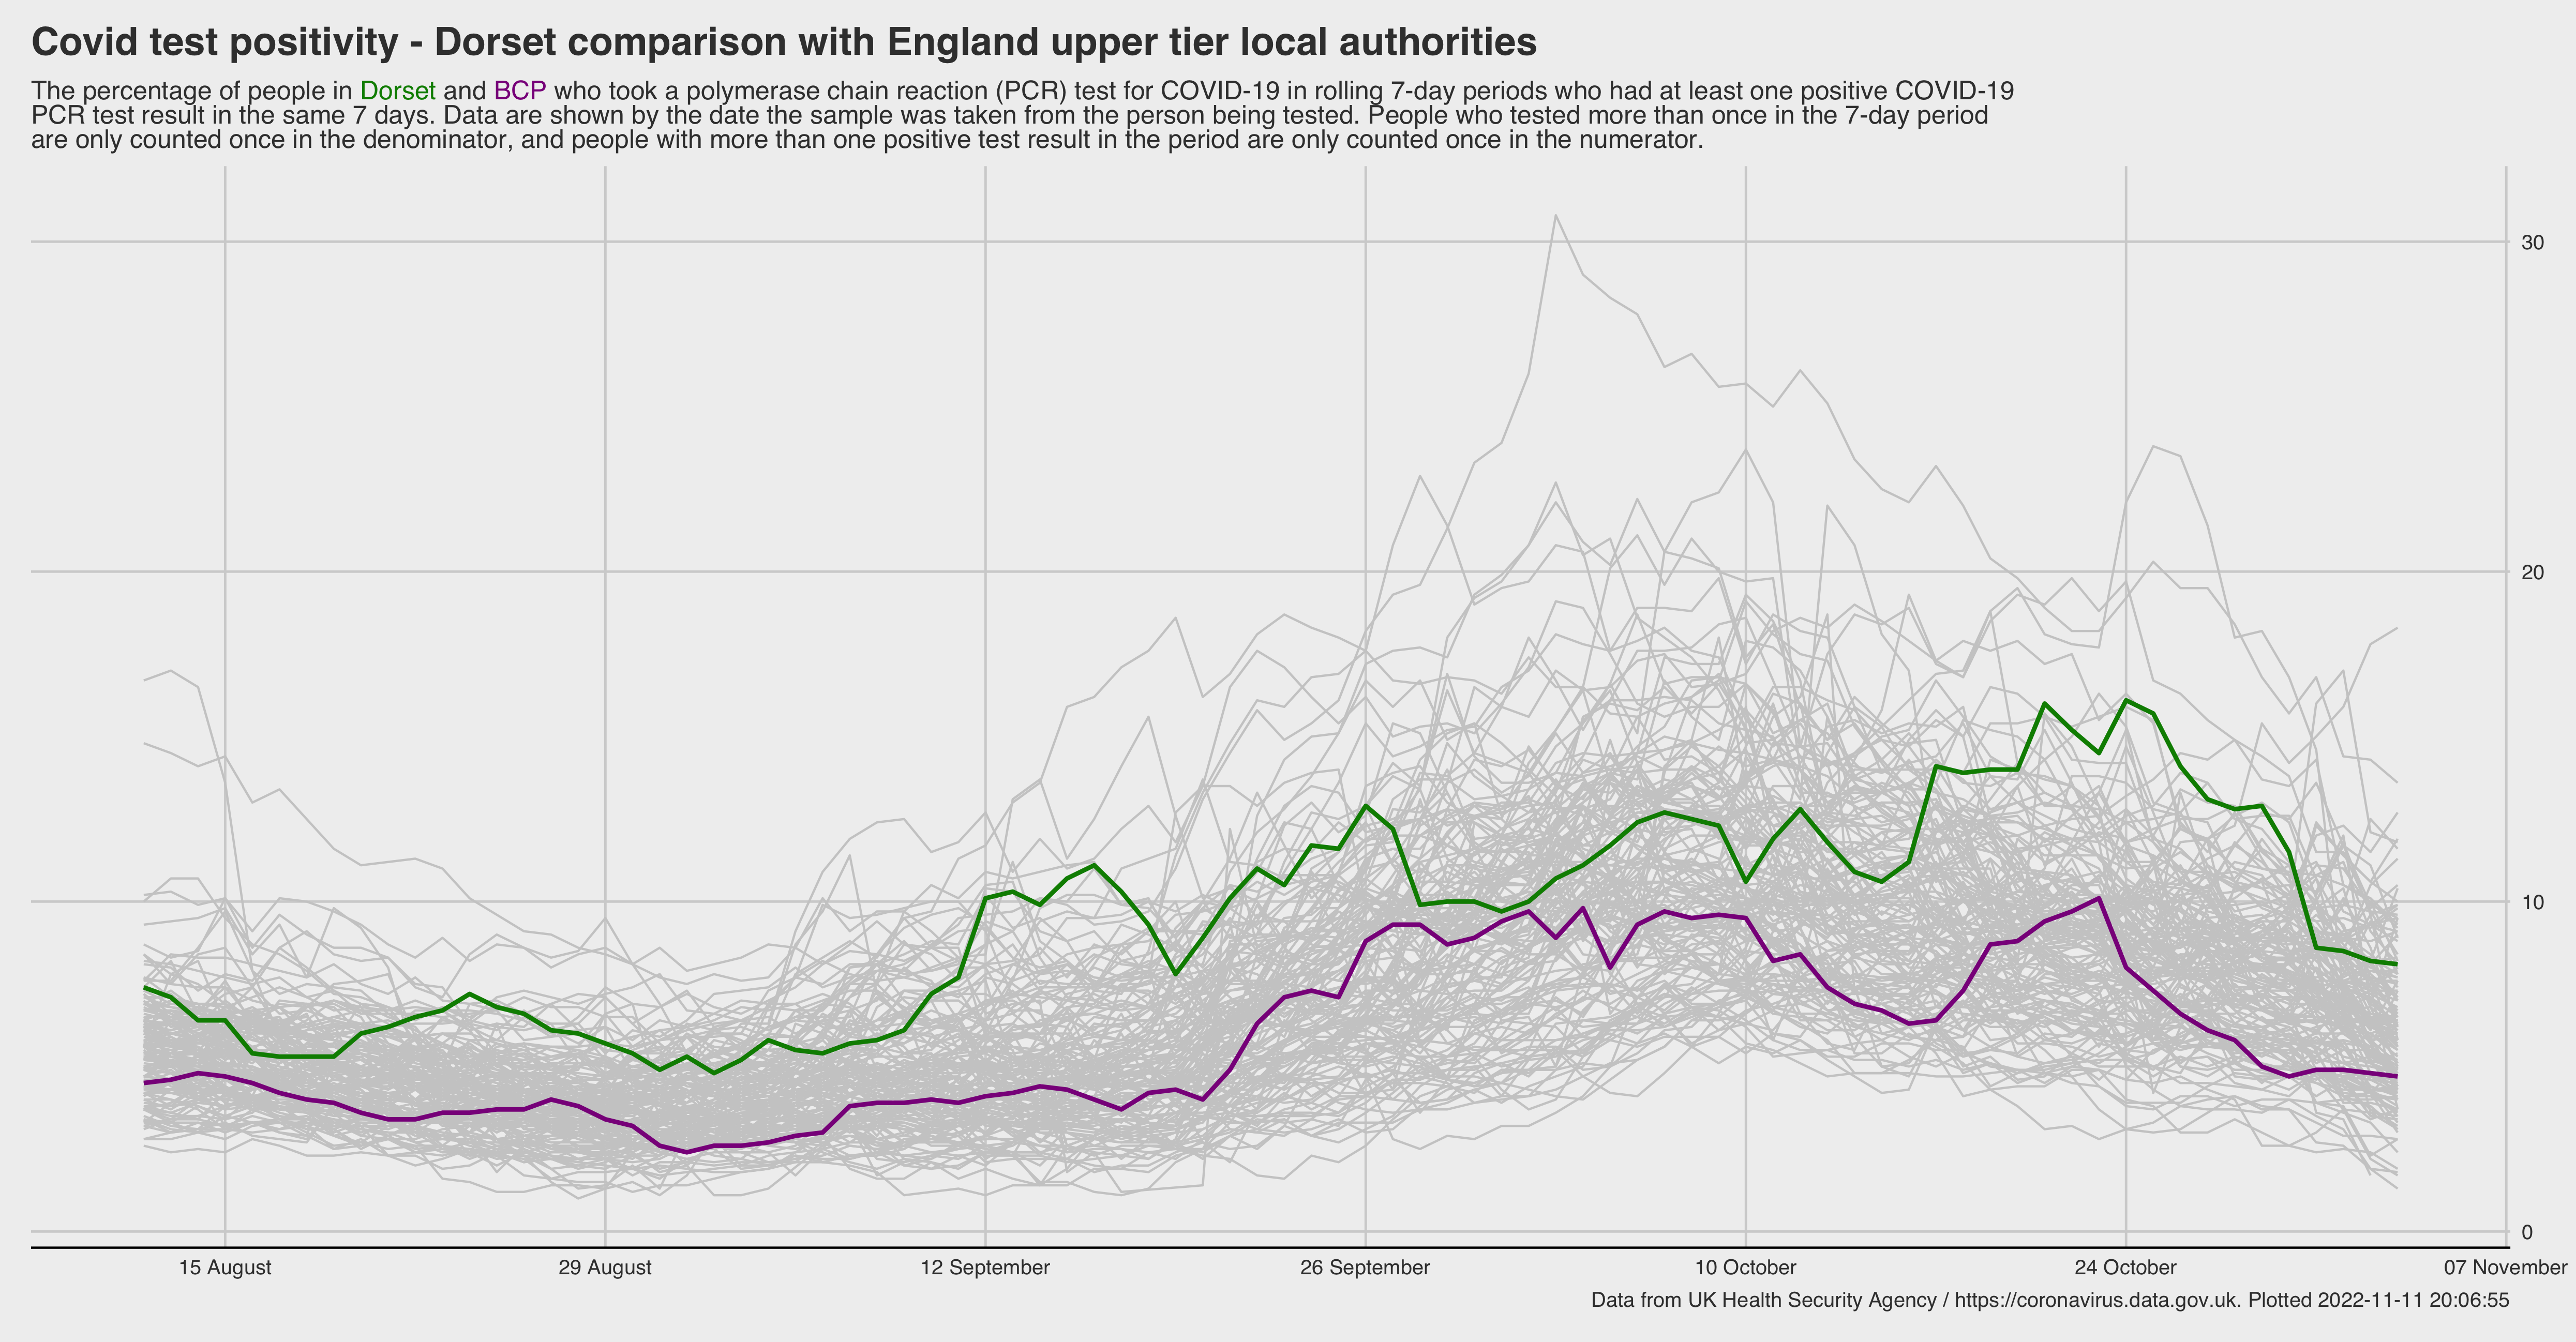 Covid test positivity - Dorset comparison with England upper tier local authorities
The percentage of people in Dorset and BCP who took a polymerase chain reaction (PCR) test for COVID-19 in rolling 7-day periods who had at least one positive COVID-19
PCR test result in the same 7 days. Data are shown by the date the sample was taken from the person being tested. People who tested more than once in the 7-day period
are only counted once in the denominator, and people with more than one positive test result in the period are only counted once in the numerator.
30
20
10
0
15 August
29 August
12 September
26 September
10 October
24 October
07 November
Data from UK Health Security Agency / https://coronavirus.data.gov.uk. Plotted 2022-11-11 20:06:55